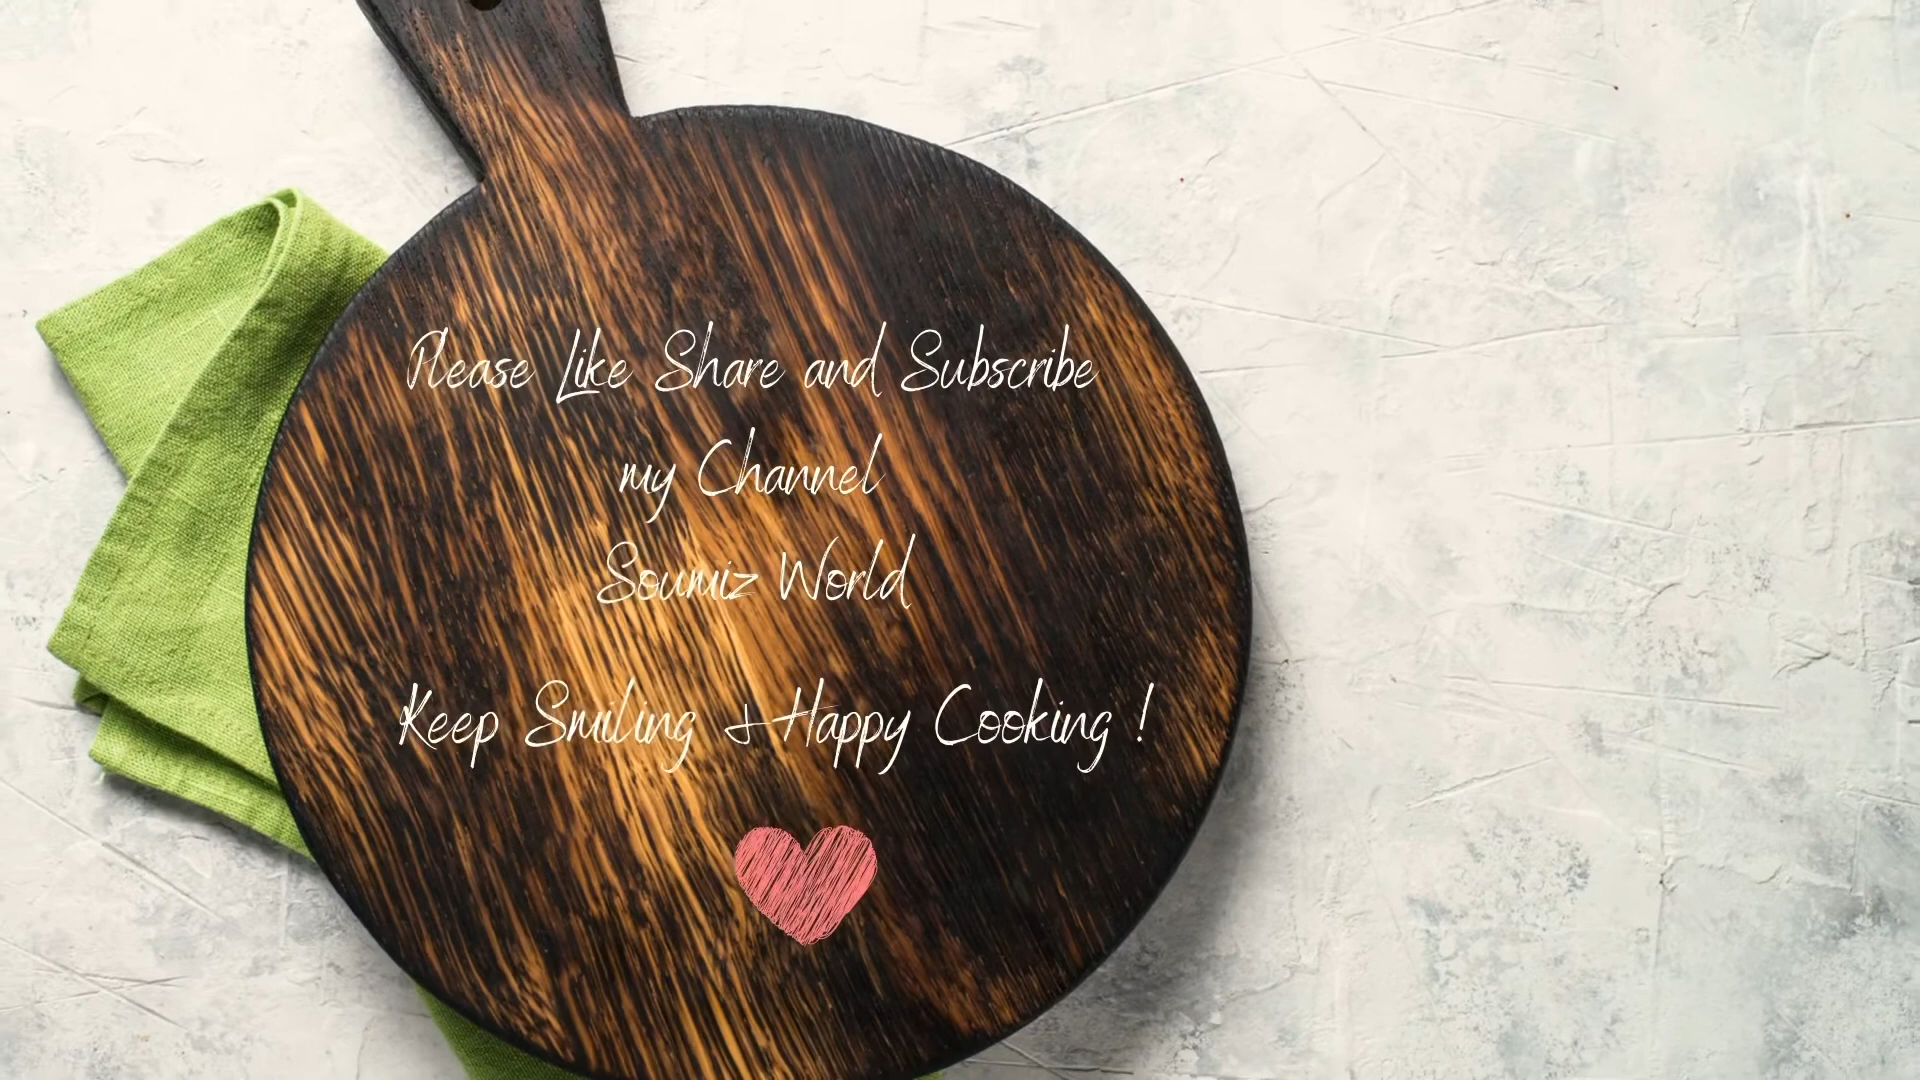 Please Like Share and Subscribe
my Channel
Soumiz World
Keep Smiling & Happy Cooking !